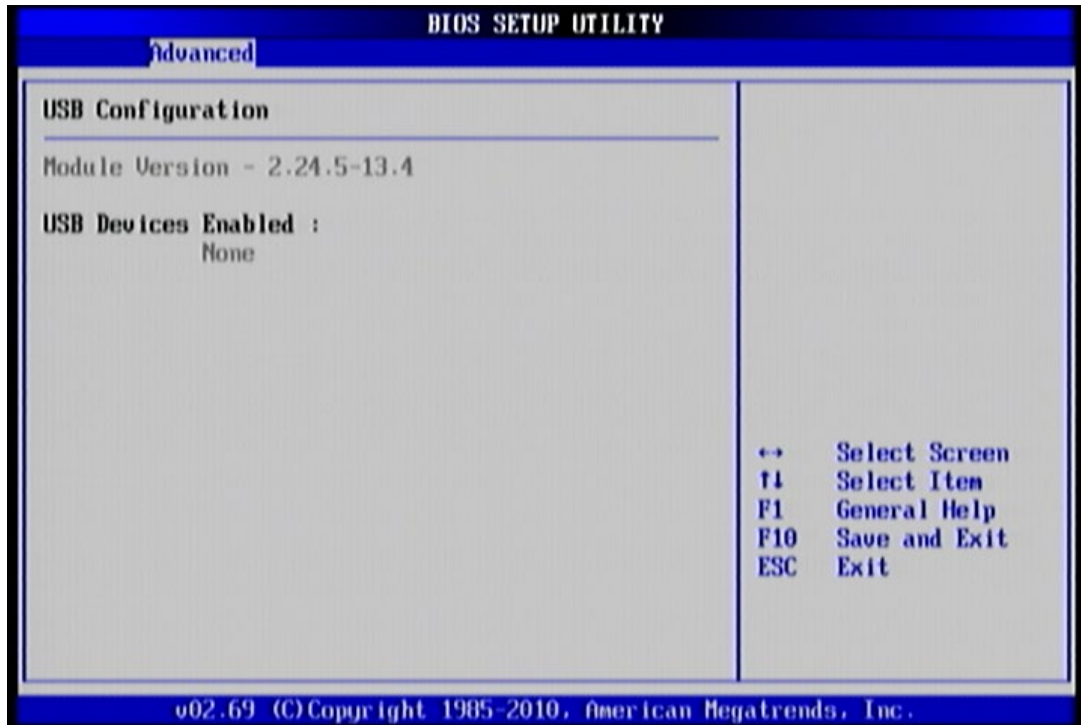 BIOS SETUP UTILITY
Advanced
USB Configuration
Module Version - 2.24.5-13.4
USB Devices Enabled :
None
↔ Select Screen
↑↓ Select Item
F1 General Help
F10 Save and Exit
ESC Exit
v02.69 (C)Copyright 1985-2010, American Megatrends, Inc.